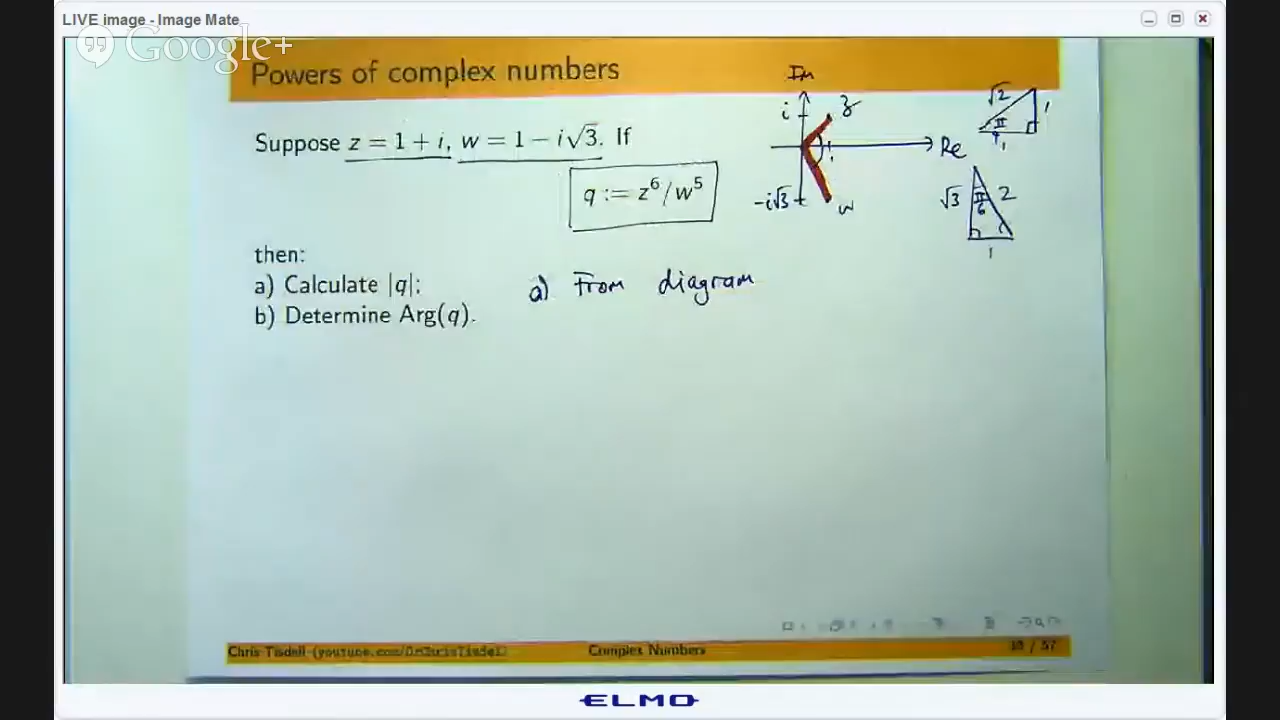 LIVE image - Image Mate
Google+
Powers of complex numbers
Suppose z = 1 + i, w = 1 − i√3. If
q := z⁶/w⁵
then:
a) Calculate |q|;
b) Determine Arg(q).
a) From diagram
Im
i
z
Re
1
-i√3
w
√2
1
π/4
1
√3
π/6
2
1
Chris Tisdell (youtube.com/DrChrisTisdell)
Complex Numbers
/ 57
ELMO